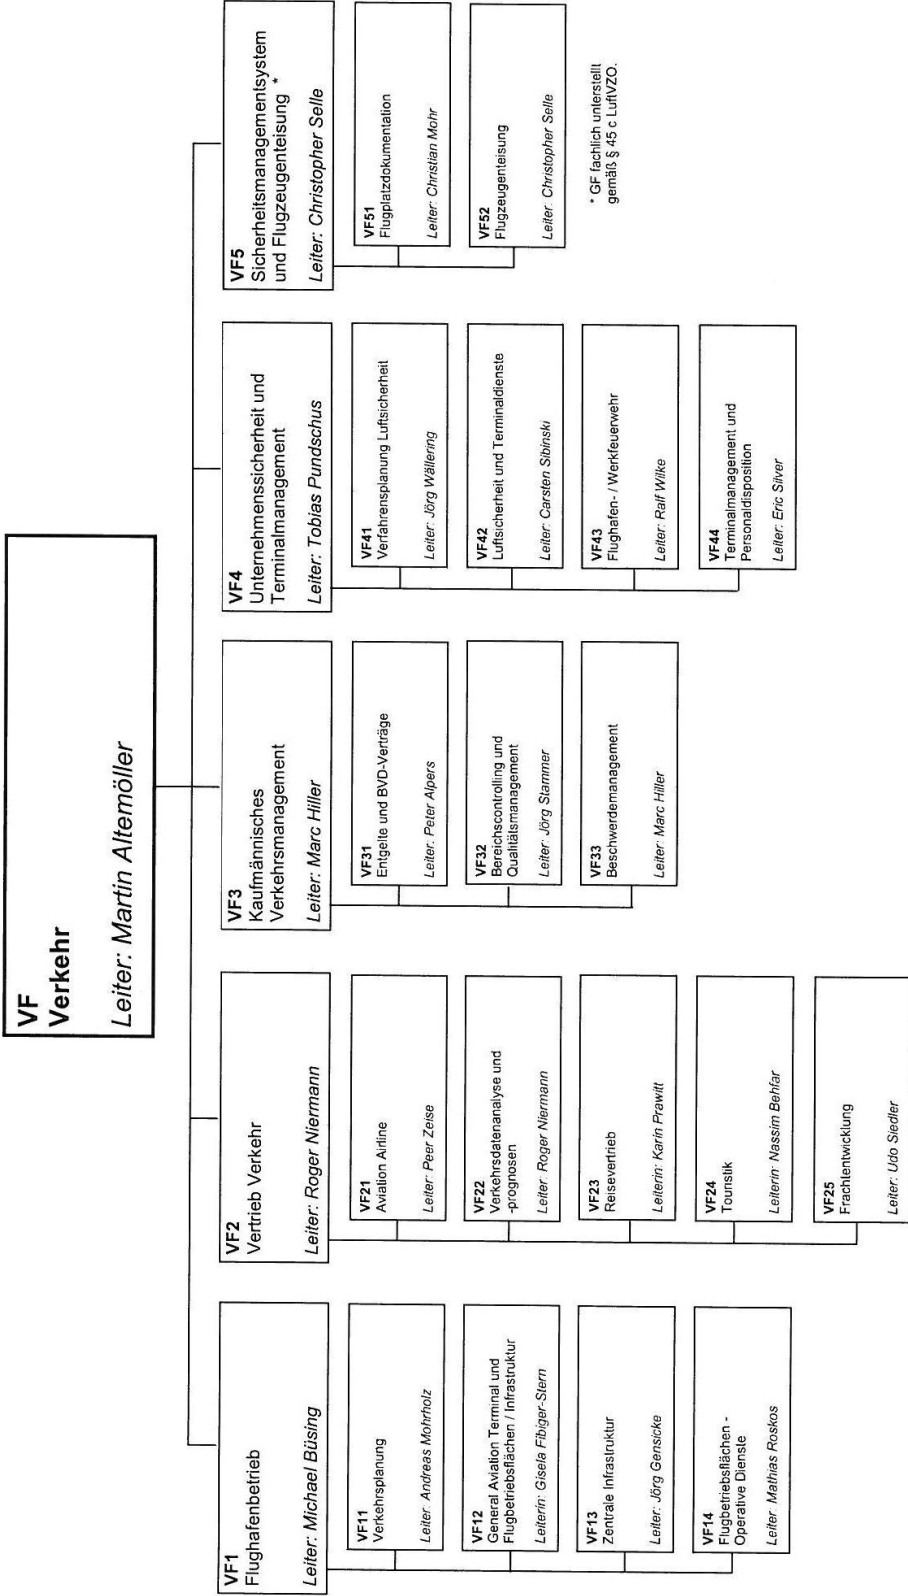 VF
Verkehr
Leiter: Martin Altemöller
VF1
Flughafenbetrieb
Leiter: Michael Büsing
VF11
Verkehrsplanung
Leiter: Andreas Mohrholz
VF12
General Aviation Terminal und
Flugbetriebsflächen / Infrastruktur
Leiterin: Gisela Fibiger-Stern
VF13
Zentrale Infrastruktur
Leiter: Jörg Gensicke
VF14
Flugbetriebsflächen -
Operative Dienste
Leiter Mathias Roskos
VF2
Vertrieb Verkehr
Leiter: Roger Niermann
VF21
Aviation Airline
Leiter: Peer Zeise
VF22
Verkehrsdatenanalyse und
-prognosen
Leiter: Roger Niermann
VF23
Reisevertrieb
Leiterin: Karin Prawitt
VF24
Touristik
Leiterin: Nassim Behfar
VF25
Frachtentwicklung
Leiter: Udo Siedler
VF3
Kaufmännisches
Verkehrsmanagement
Leiter: Marc Hiller
VF31
Entgelte und BVD-Verträge
Leiter: Peter Alpers
VF32
Bereichscontrolling und
Qualitätsmanagement
Leiter: Jörg Stammer
VF33
Beschwerdemanagement
Leiter: Marc Hiller
VF4
Unternehmenssicherheit und
Terminalmanagement
Leiter: Tobias Pundschus
VF41
Verfahrensplanung Luftsicherheit
Leiter: Jörg Wällering
VF42
Luftsicherheit und Terminaldienste
Leiter: Carsten Sibinski
VF43
Flughafen- / Werkfeuerwehr
Leiter: Ralf Wilke
VF44
Terminalmanagement und
Personaldisposition
Leiter: Eric Silver
VF5
Sicherheitsmanagementsystem
und Flugzeugenteisung *
Leiter: Christopher Selle
VF51
Flugplatzdokumentation
Leiter: Christian Mohr
VF52
Flugzeugenteisung
Leiter: Christopher Selle
* GF fachlich unterstellt
gemäß § 45 c LuftVZO.